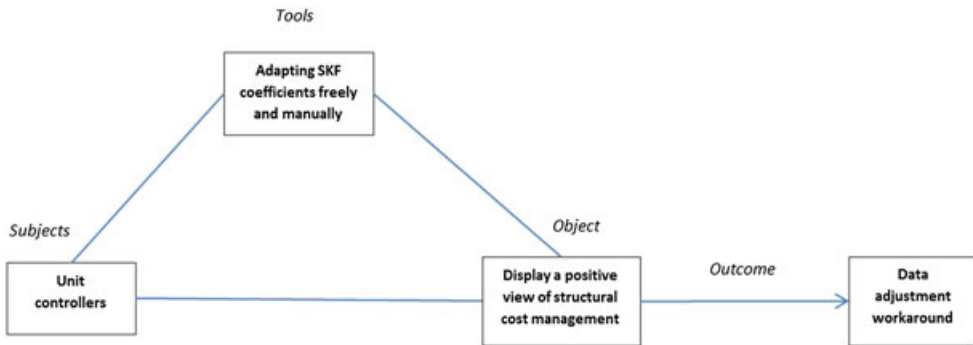 Tools
Adapting SKF
coefficients freely
and manually
Subjects
Object
Unit
controllers
Display a positive
view of structural
cost management
Outcome
Data
adjustment
workaround